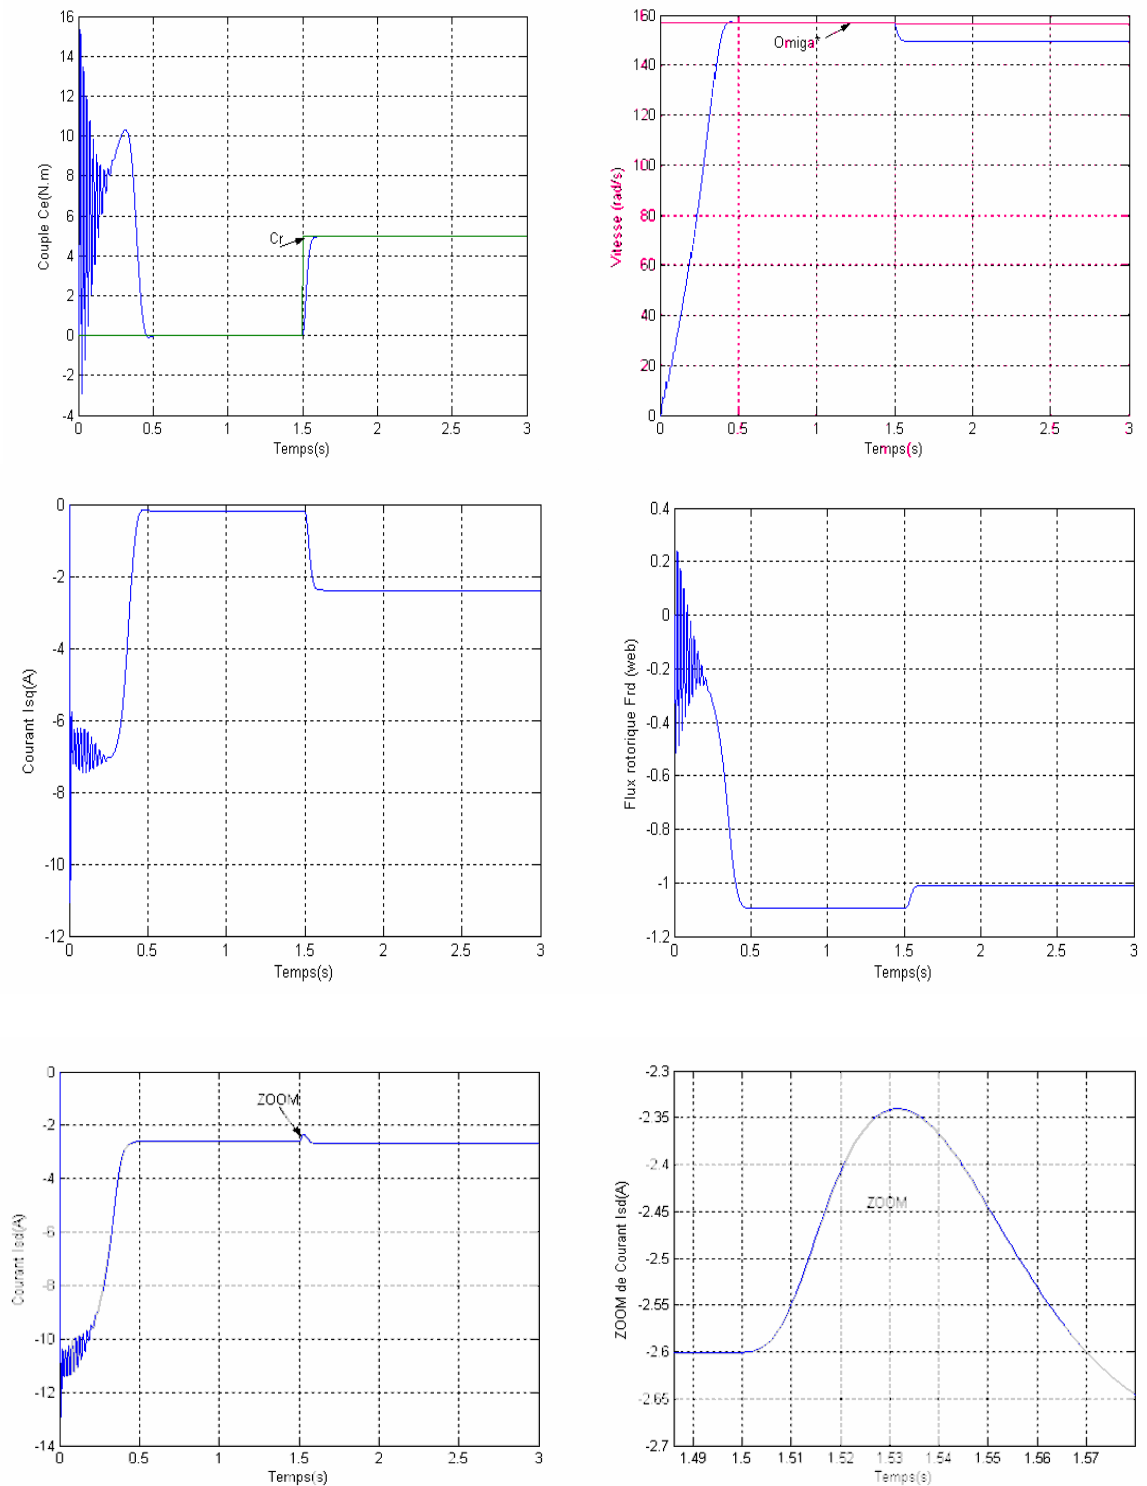 16
14
12
10
8
6
4
2
0
-2
-4
Couple Ce(N.m)
Cr
0 0.5 1 1.5 2 2.5 3
Temps(s)
160
140
120
100
80
60
40
20
0
Vitesse (rad/s)
Omiga*
0 0.5 1 1.5 2 2.5 3
Temps(s)
0
-2
-4
-6
-8
-10
-12
Courant Isq(A)
0 0.5 1 1.5 2 2.5 3
Temps(s)
0.4
0.2
0
-0.2
-0.4
-0.6
-0.8
-1
-1.2
Flux rotorique Frd (web)
0 0.5 1 1.5 2 2.5 3
Temps(s)
0
-2
-4
-6
-8
-10
-12
-14
Courant Isd(A)
ZOOM
0 0.5 1 1.5 2 2.5 3
Temps(s)
-2.3
-2.35
-2.4
-2.45
-2.5
-2.55
-2.6
-2.65
-2.7
ZOOM de Courant Isd(A)
ZOOM
1.49 1.5 1.51 1.52 1.53 1.54 1.55 1.56 1.57
Temps(s)